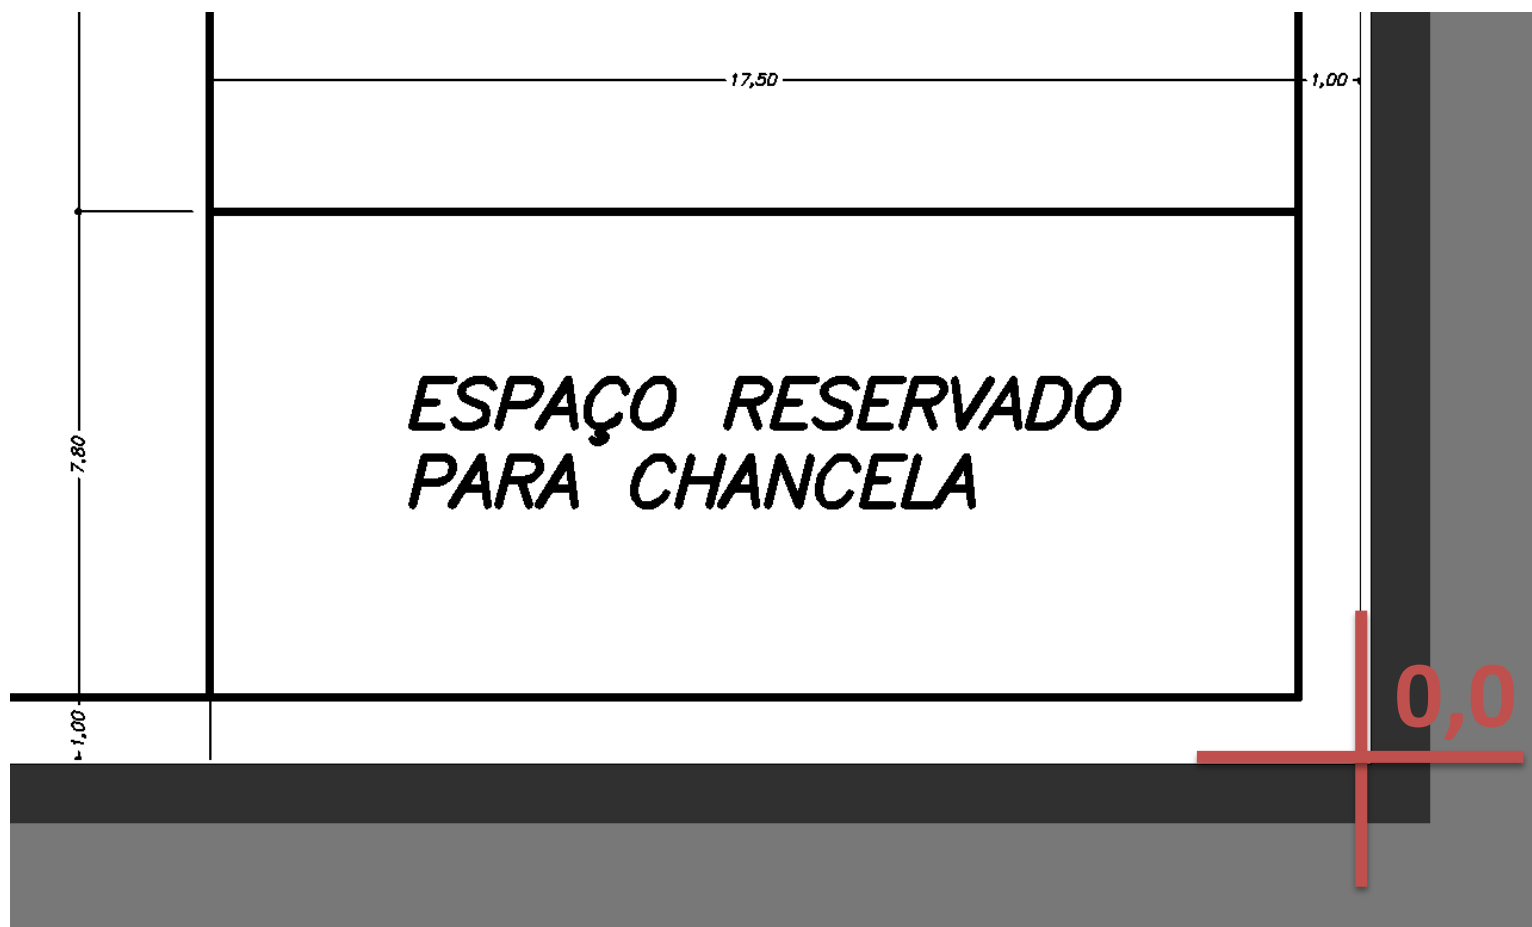 17,50
1,00
7,80
ESPAÇO RESERVADO
PARA CHANCELA
0,0
1,00